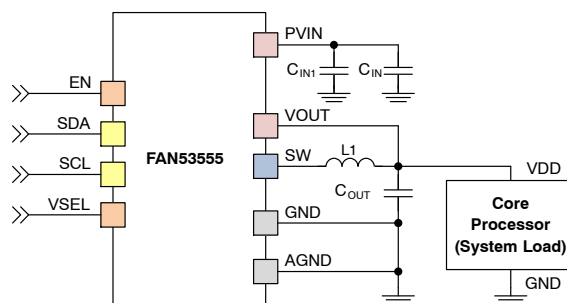 PVIN
CIN1
CIN
EN
VOUT
SDA
L1
FAN53555
SW
VDD
SCL
COUT
Core
Processor
(System Load)
VSEL
GND
AGND
GND